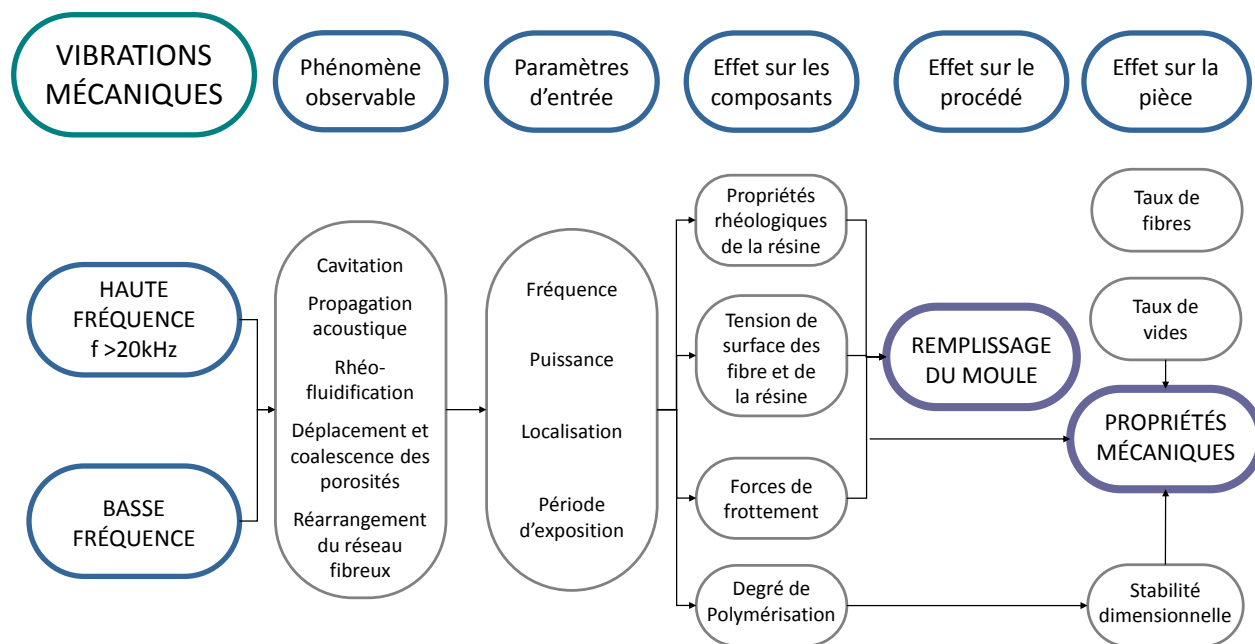 VIBRATIONS
MÉCANIQUES
Phénomène
observable
Paramètres
d'entrée
Effet sur les
composants
Effet sur le
procédé
Effet sur la
pièce
HAUTE
FRÉQUENCE
f >20kHz
BASSE
FRÉQUENCE
Cavitation
Propagation
acoustique
Rhéo-
fluidification
Déplacement et
coalescence des
porosités
Réarrangement
du réseau
fibreux
Fréquence
Puissance
Localisation
Période
d'exposition
Propriétés
rhéologiques
de la résine
Tension de
surface des
fibre et de
la résine
Forces de
frottement
Degré de
Polymérisation
REMPLISSAGE
DU MOULE
Taux de
fibres
Taux de
vides
PROPRIÉTÉS
MÉCANIQUES
Stabilité
dimensionnelle